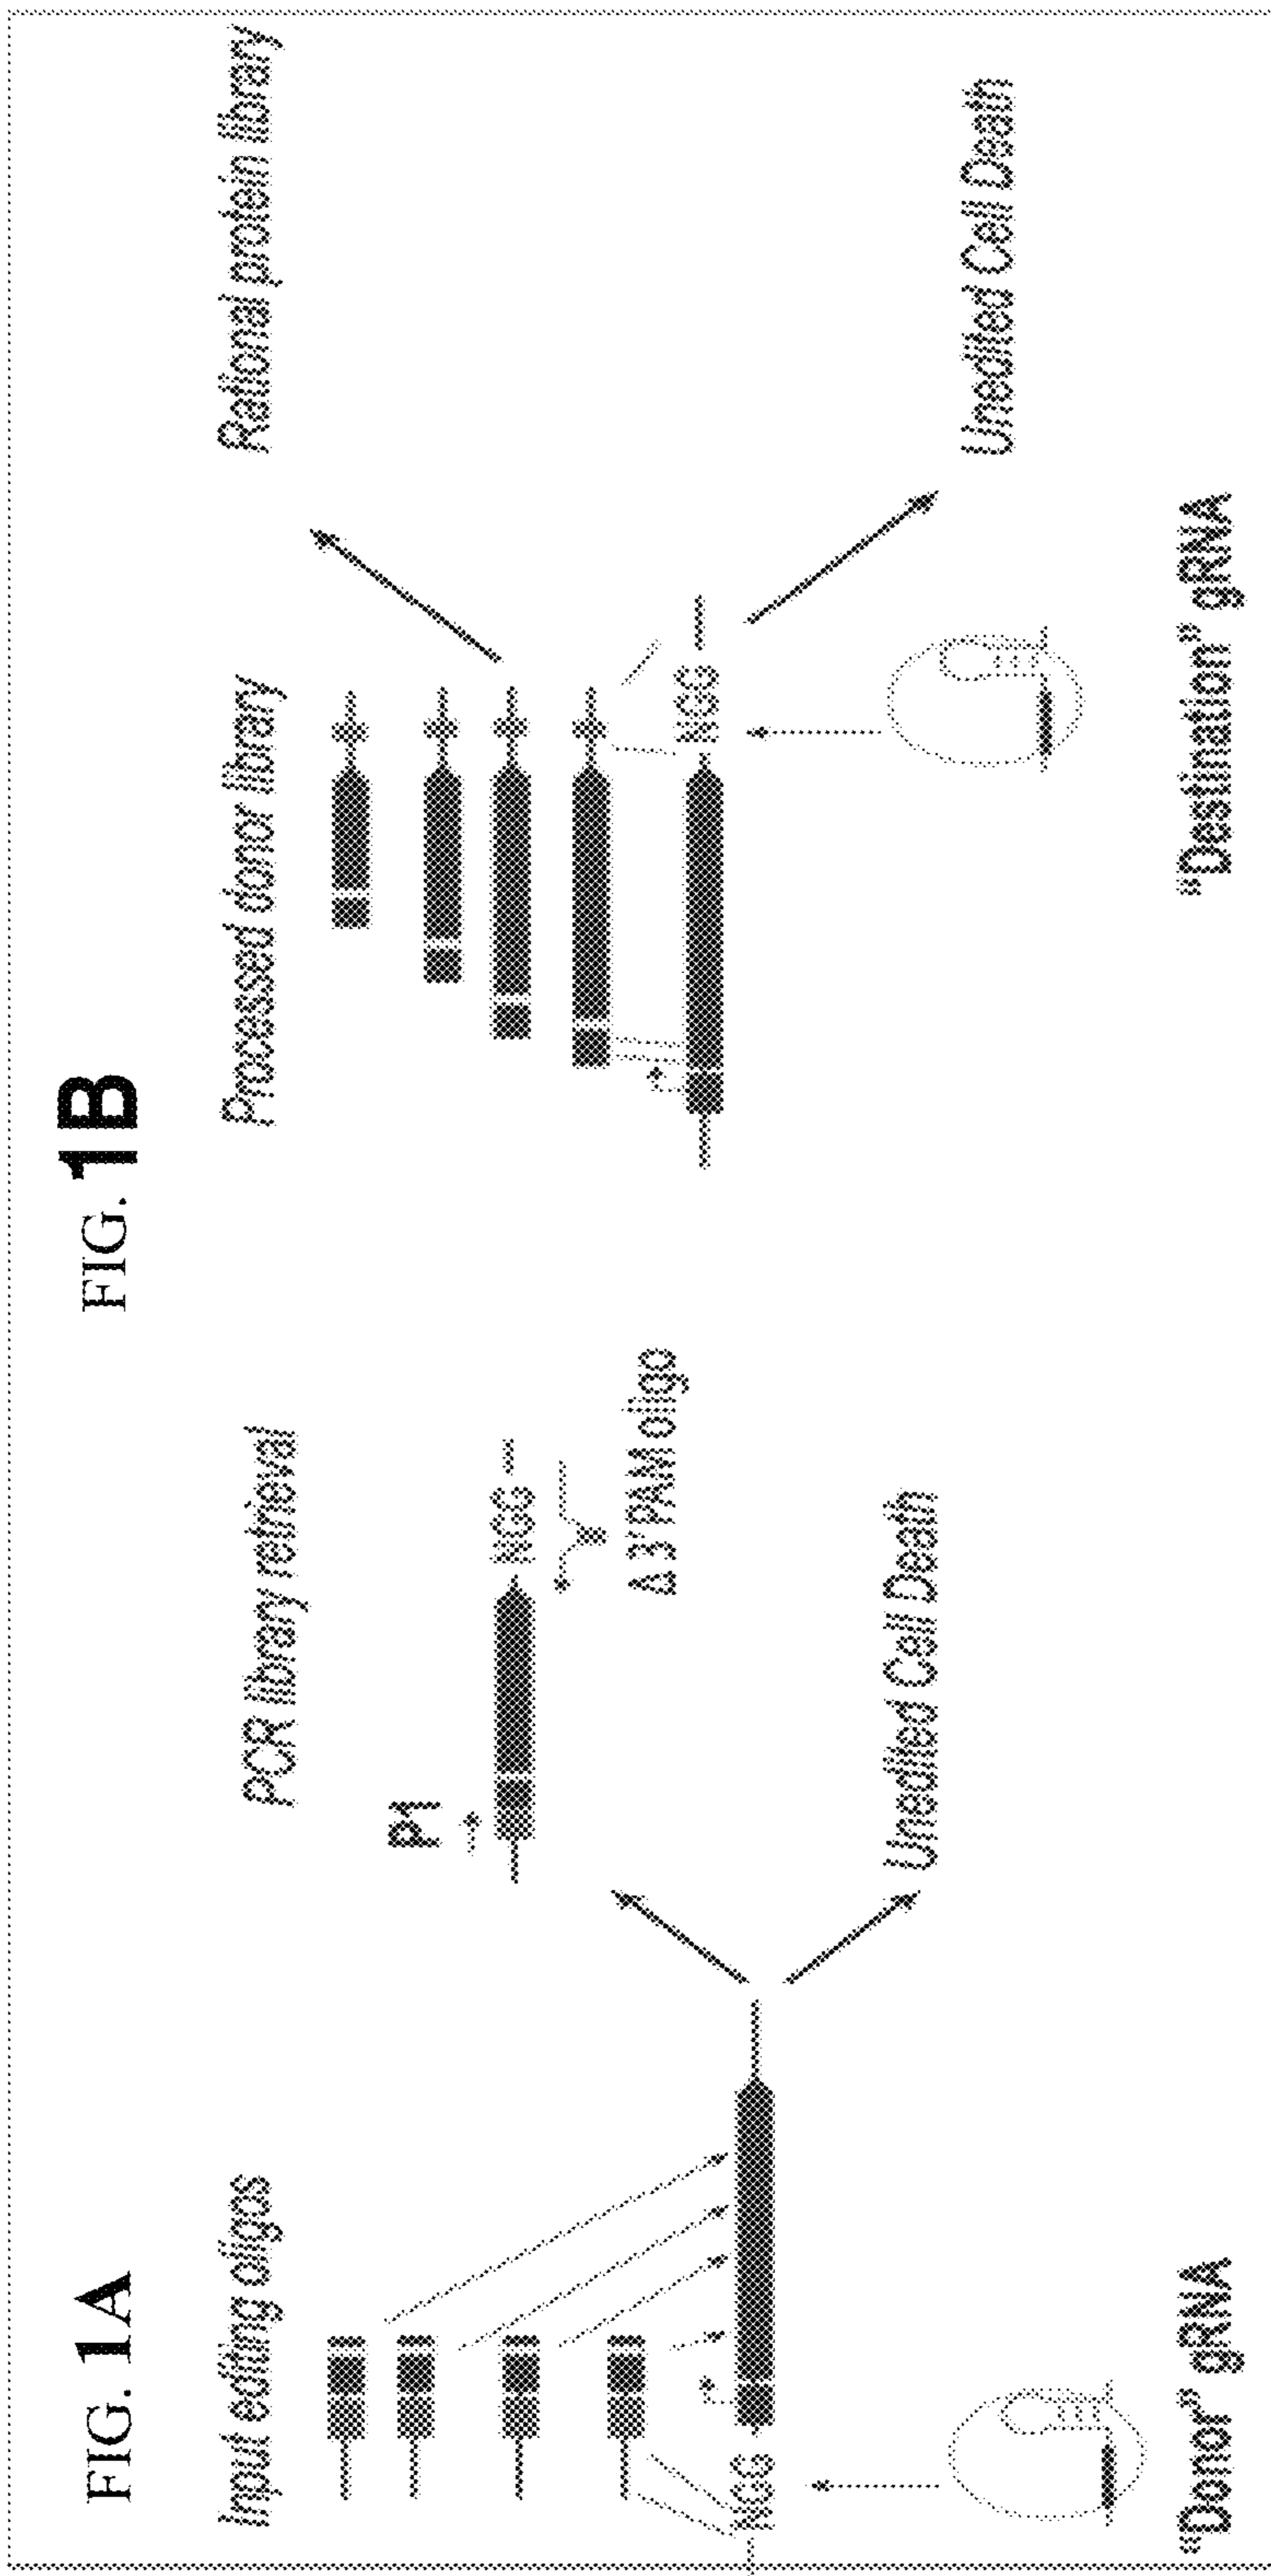 FIG. 1A
Input editing oligos
NGG
"Donor" gRNA
PCR library retrieval
P1
NGG
Δ 3' PAM oligo
Unedited Cell Death
FIG. 1B
Processed donor library
NGG
"Destination" gRNA
Rational protein library
Unedited Cell Death